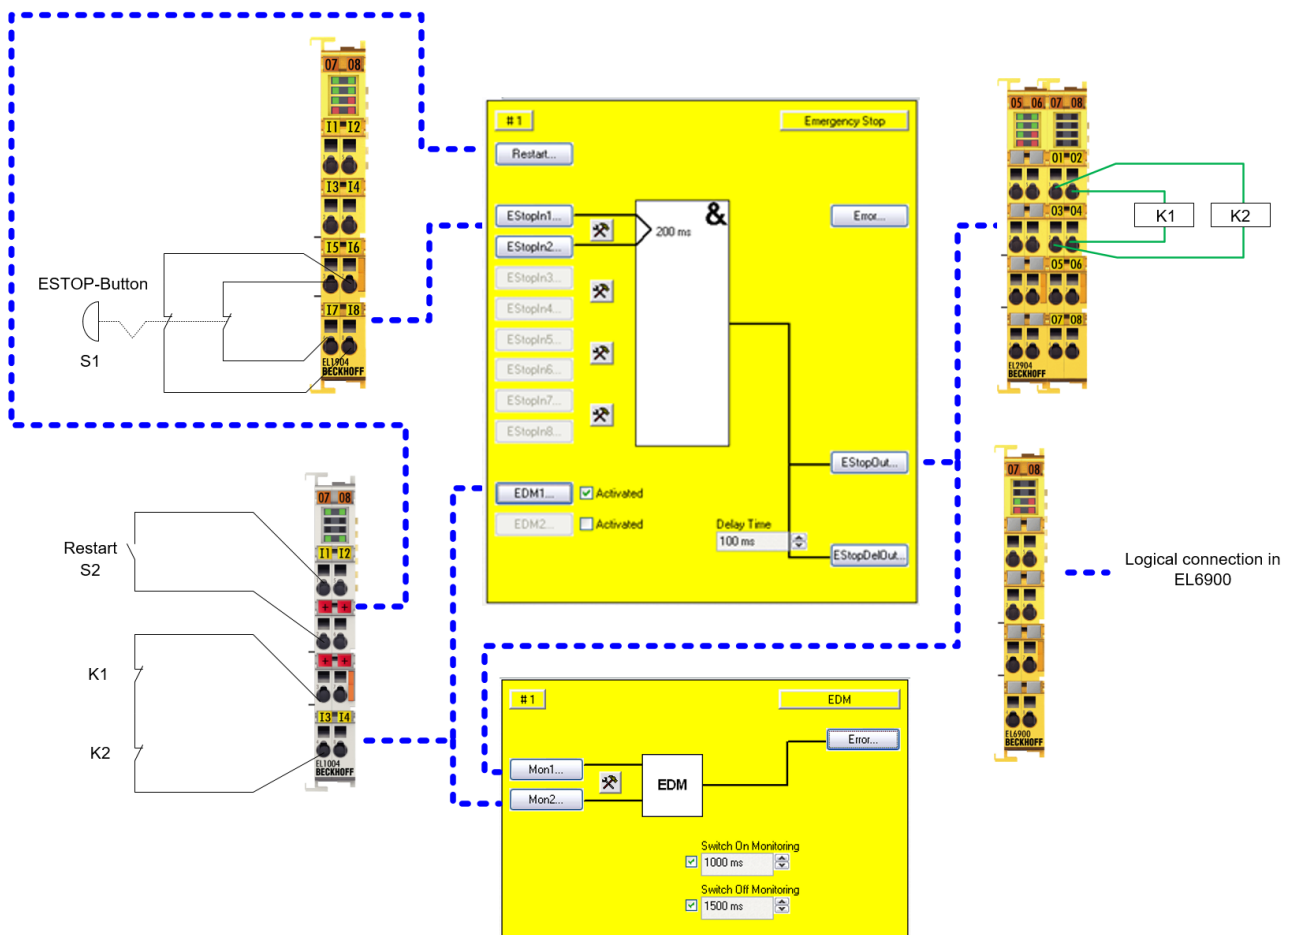 07 08
I1 I2
I3 I4
I5 I6
I7 I8
EL1904
BECKHOFF
ESTOP-Button
S1
# 1
Emergency Stop
Restart...
EStopIn1...
EStopIn2...
EStopIn3...
EStopIn4...
EStopIn5...
EStopIn6...
EStopIn7...
EStopIn8...
&
200 ms
Error...
EStopOut...
EDM1...
Activated
EDM2...
Activated
Delay Time
100 ms
EStopDelOut...
05 06 07 08
01 02
03 04
05 06
07 08
EL2904
BECKHOFF
K1
K2
07 08
I1 I2
+ +
+ +
I3 I4
EL1004
BECKHOFF
Restart
S2
K1
K2
# 1
EDM
Error...
Mon1...
Mon2...
EDM
Switch On Monitoring
1000 ms
Switch Off Monitoring
1500 ms
07 08
EL6900
BECKHOFF
Logical connection in
EL6900